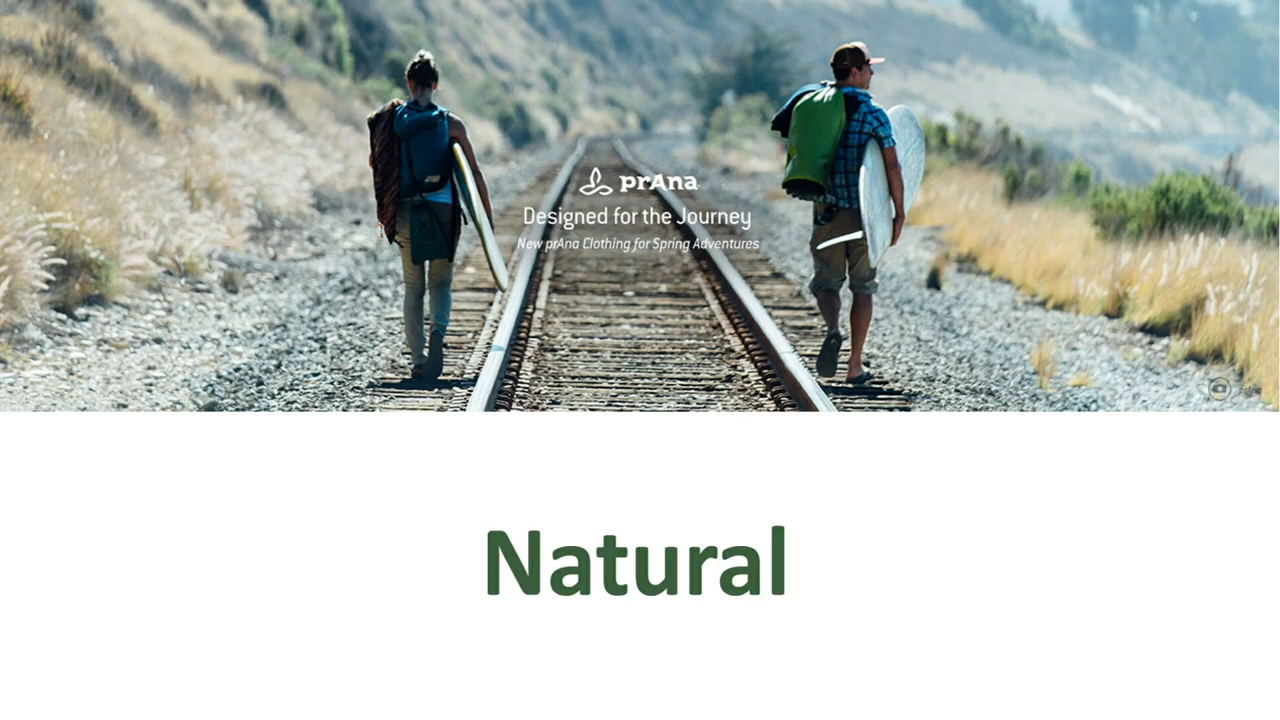 prAna
Designed for the Journey
New prAna Clothing for Spring Adventures
Natural